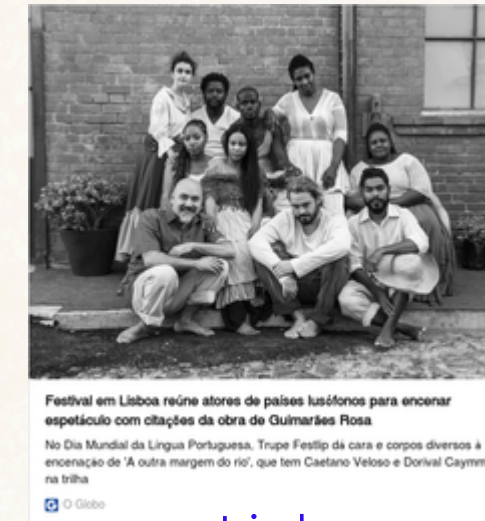 Festival em Lisboa reúne atores de países lusófonos para encenar
espetáculo com citações da obra de Guimarães Rosa
No Dia Mundial da Língua Portuguesa, Trupe Festlip dá cara e corpos diversos à
encenação de 'A outra margem do rio', que tem Caetano Veloso e Dorival Caymm
na trilha
O Globo